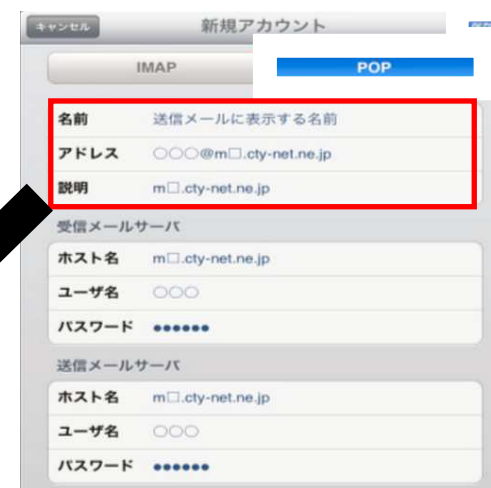 キャンセル 新規アカウント
IMAP POP
名前 送信メールに表示する名前
アドレス ○○○@m□.cty-net.ne.jp
説明 m□.cty-net.ne.jp
受信メールサーバ
ホスト名 m□.cty-net.ne.jp
ユーザ名 ○○○
パスワード ●●●●●●
送信メールサーバ
ホスト名 m□.cty-net.ne.jp
ユーザ名 ○○○
パスワード ●●●●●●